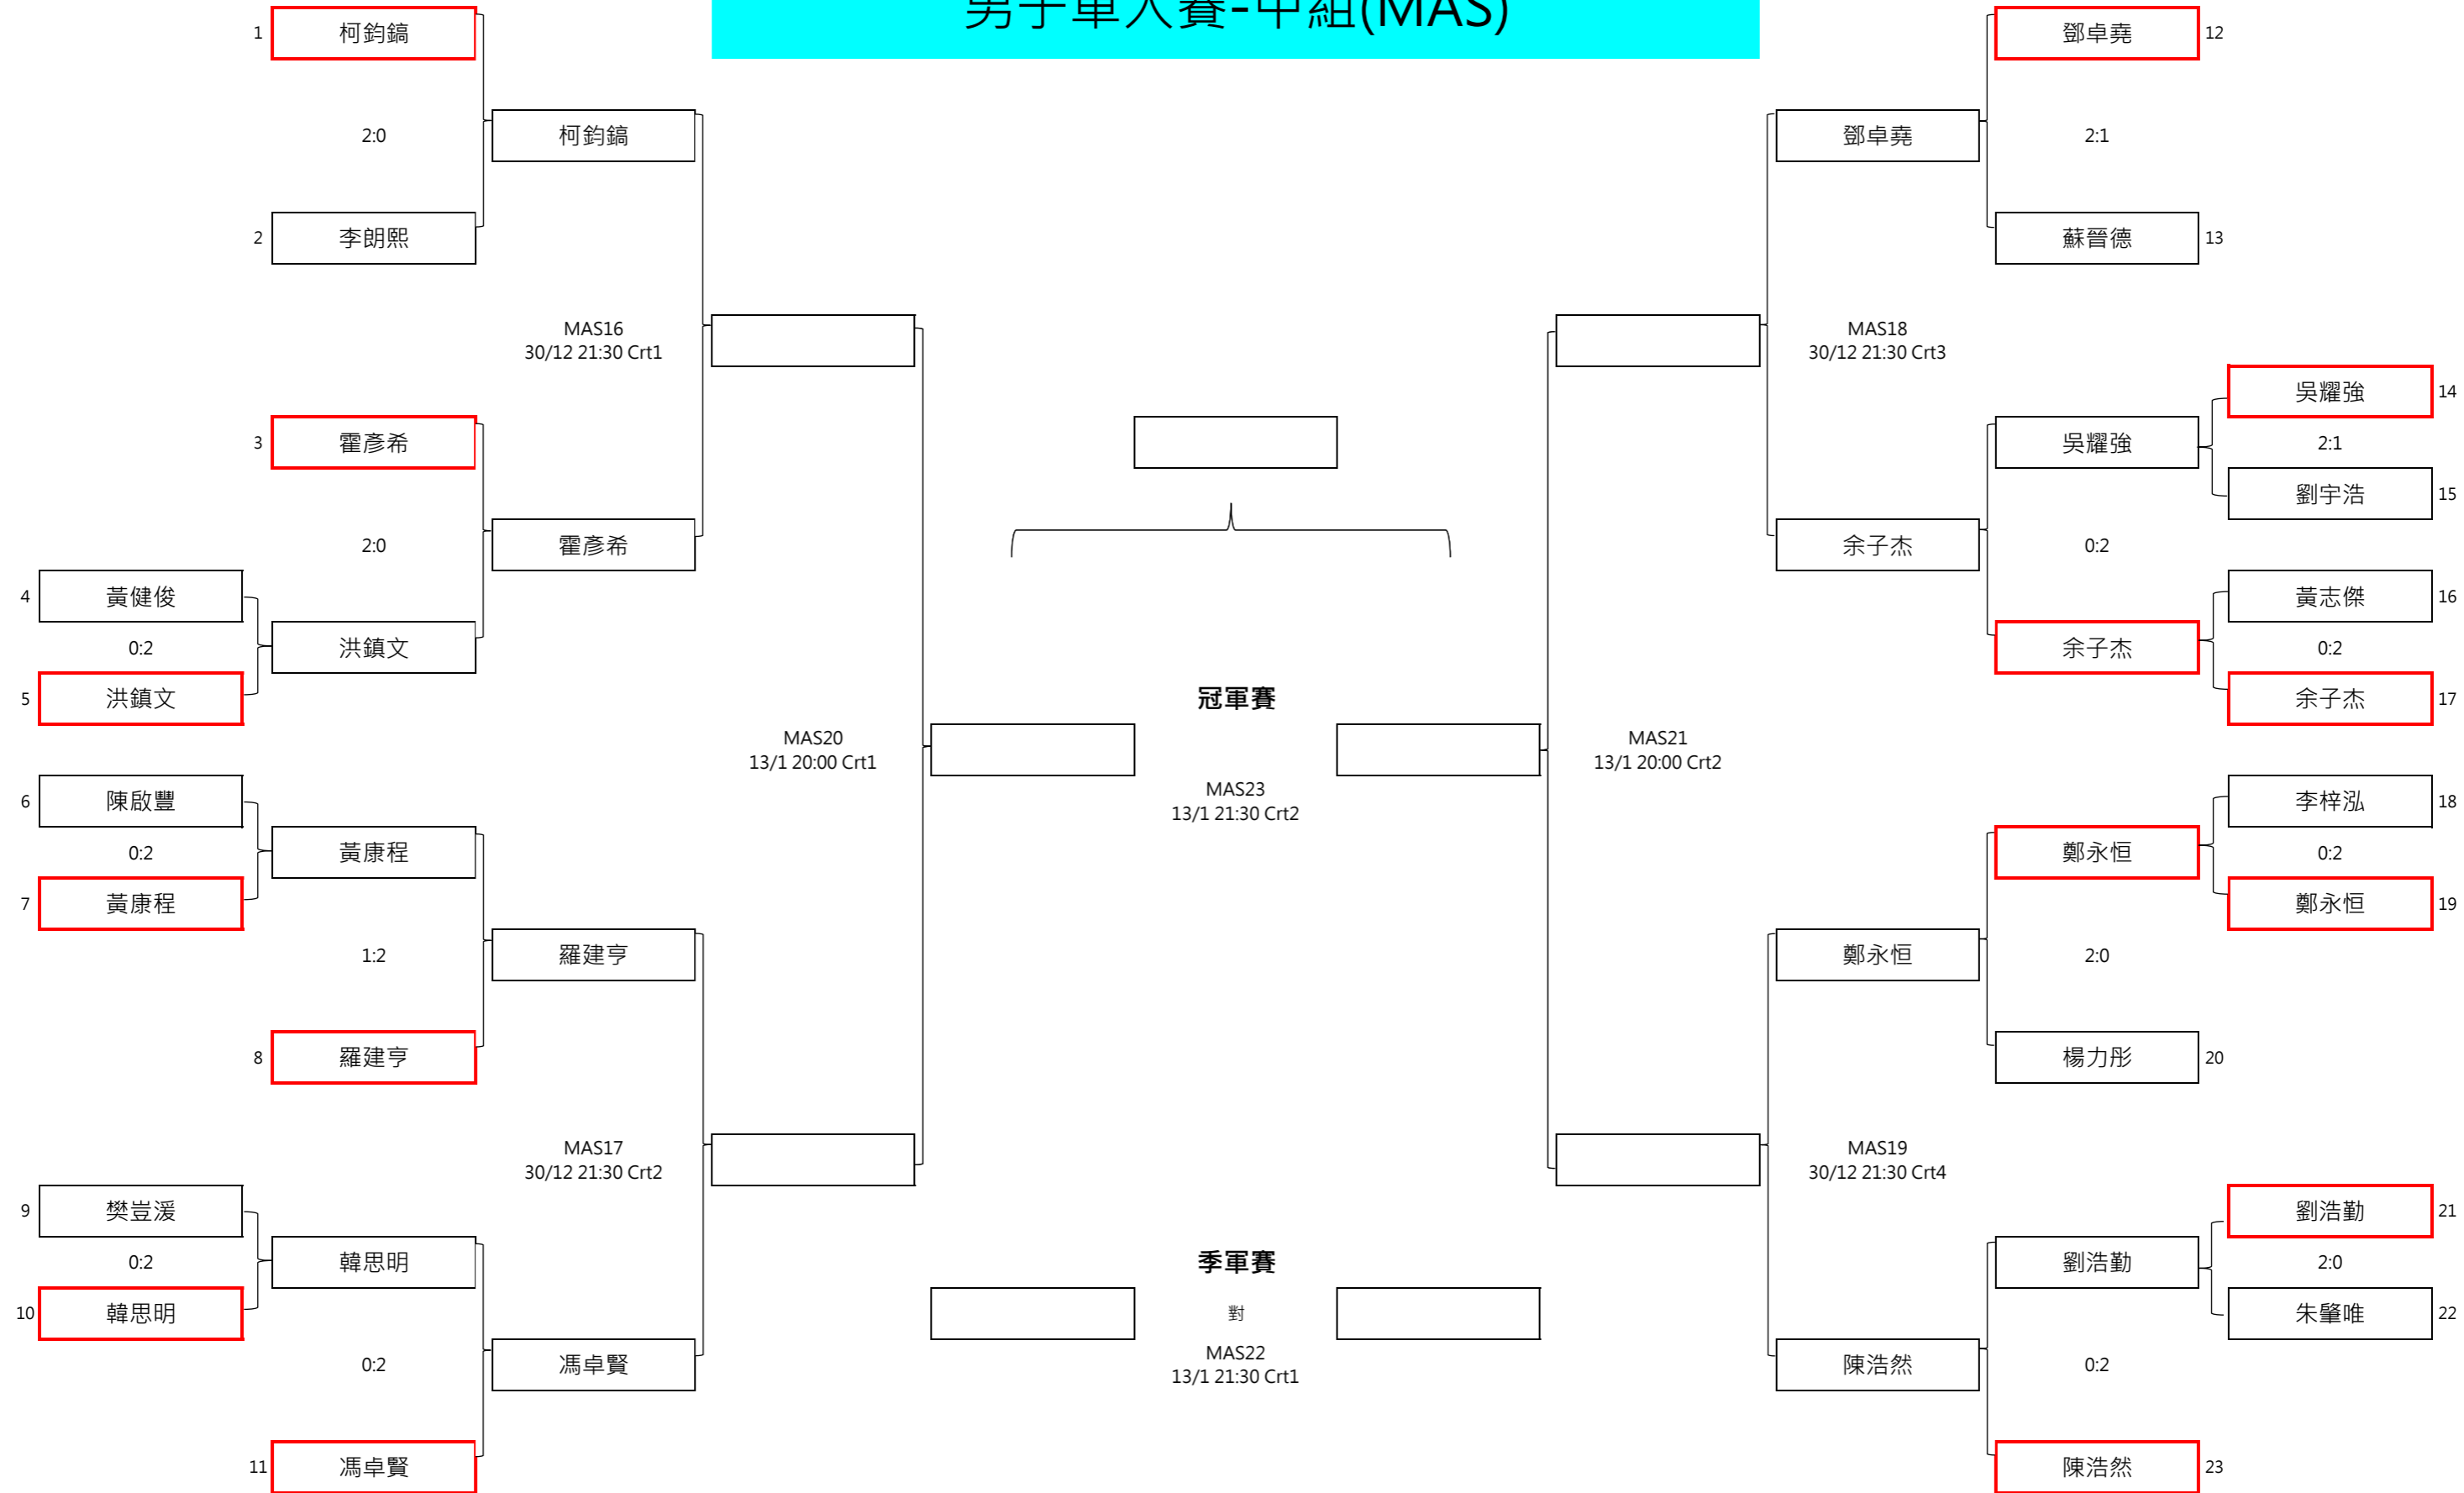 男子單人賽-中組(MAS)
1 柯鈞鎬
鄧卓堯 12
2:0
柯鈞鎬
鄧卓堯
2:1
2 李朗熙
蘇晉德 13
MAS16
30/12 21:30 Crt1
MAS18
30/12 21:30 Crt3
吳耀強 14
3 霍彥希
吳耀強
2:1
劉宇浩 15
2:0
霍彥希
余子杰
0:2
4 黃健俊
黃志傑 16
0:2
洪鎮文
余子杰
0:2
5 洪鎮文
冠軍賽
余子杰 17
MAS20
13/1 20:00 Crt1
MAS21
13/1 20:00 Crt2
MAS23
13/1 21:30 Crt2
6 陳啟豐
李梓泓 18
0:2
黃康程
鄭永恒
0:2
7 黃康程
鄭永恒 19
1:2
羅建亨
鄭永恒
2:0
8 羅建亨
楊力彤 20
MAS17
30/12 21:30 Crt2
MAS19
30/12 21:30 Crt4
9 樊豈湲
劉浩勤 21
0:2
韓思明
季軍賽
劉浩勤
2:0
10 韓思明
對
朱肇唯 22
MAS22
13/1 21:30 Crt1
0:2
馮卓賢
陳浩然
0:2
11 馮卓賢
陳浩然 23